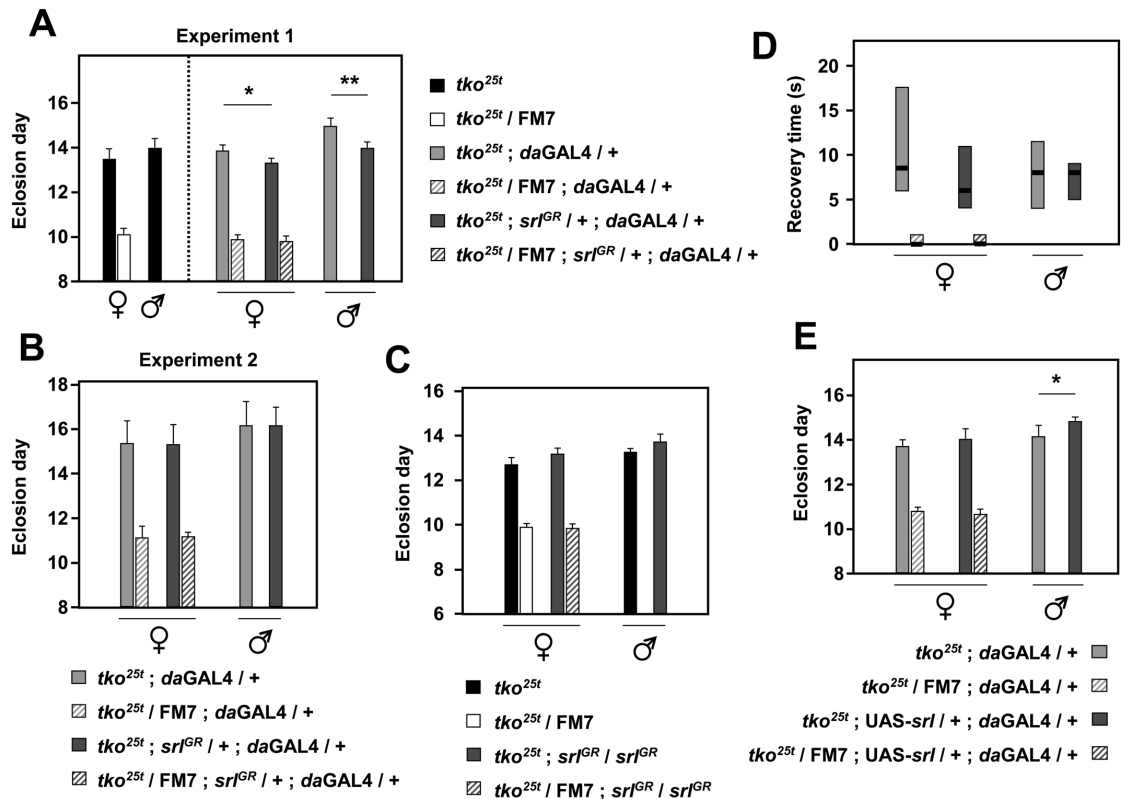 A
Experiment 1
Eclosion day
16
14
12
10
8
♀ ♂ ♀ ♂
*
**
tko²⁵ᵗ
tko²⁵ᵗ / FM7
tko²⁵ᵗ ; daGAL4 / +
tko²⁵ᵗ / FM7 ; daGAL4 / +
tko²⁵ᵗ ; srlᴳᴿ / + ; daGAL4 / +
tko²⁵ᵗ / FM7 ; srlᴳᴿ / + ; daGAL4 / +
B
Experiment 2
Eclosion day
18
16
14
12
10
8
♀ ♂
tko²⁵ᵗ ; daGAL4 / +
tko²⁵ᵗ / FM7 ; daGAL4 / +
tko²⁵ᵗ ; srlᴳᴿ / + ; daGAL4 / +
tko²⁵ᵗ / FM7 ; srlᴳᴿ / + ; daGAL4 / +
C
Eclosion day
16
14
12
10
8
6
♀ ♂
tko²⁵ᵗ
tko²⁵ᵗ / FM7
tko²⁵ᵗ ; srlᴳᴿ / srlᴳᴿ
tko²⁵ᵗ / FM7 ; srlᴳᴿ / srlᴳᴿ
D
Recovery time (s)
20
15
10
5
0
♀ ♂
E
Eclosion day
16
14
12
10
8
*
♀ ♂
tko²⁵ᵗ ; daGAL4 / +
tko²⁵ᵗ / FM7 ; daGAL4 / +
tko²⁵ᵗ ; UAS-srl / + ; daGAL4 / +
tko²⁵ᵗ / FM7 ; UAS-srl / + ; daGAL4 / +